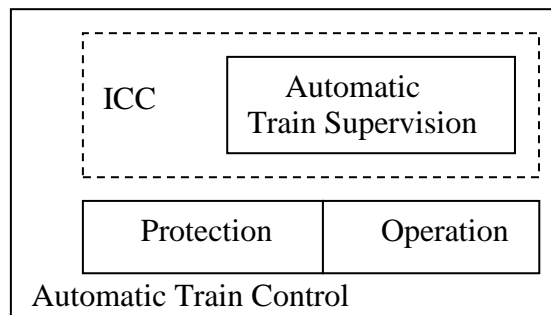 ICC
Automatic
Train Supervision
Protection
Operation
Automatic Train Control